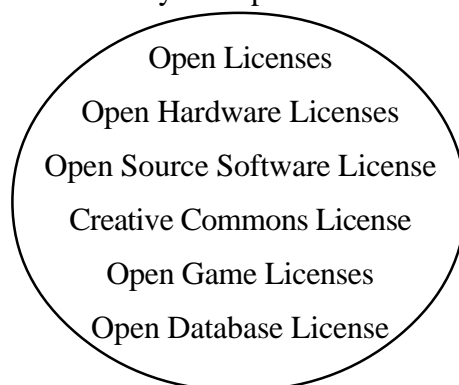 Open Licenses
Open Hardware Licenses
Open Source Software License
Creative Commons License
Open Game Licenses
Open Database License